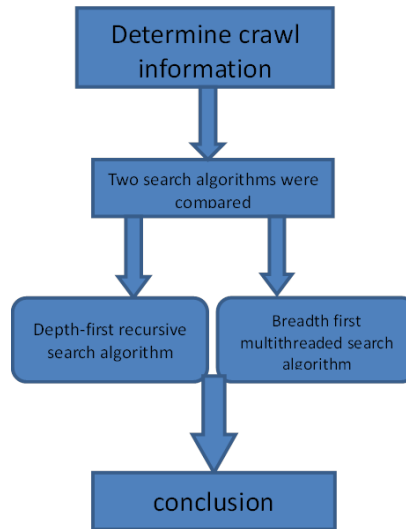 Determine crawl
information
Two search algorithms were
compared
Depth-first recursive
search algorithm
Breadth first
multithreaded search
algorithm
conclusion